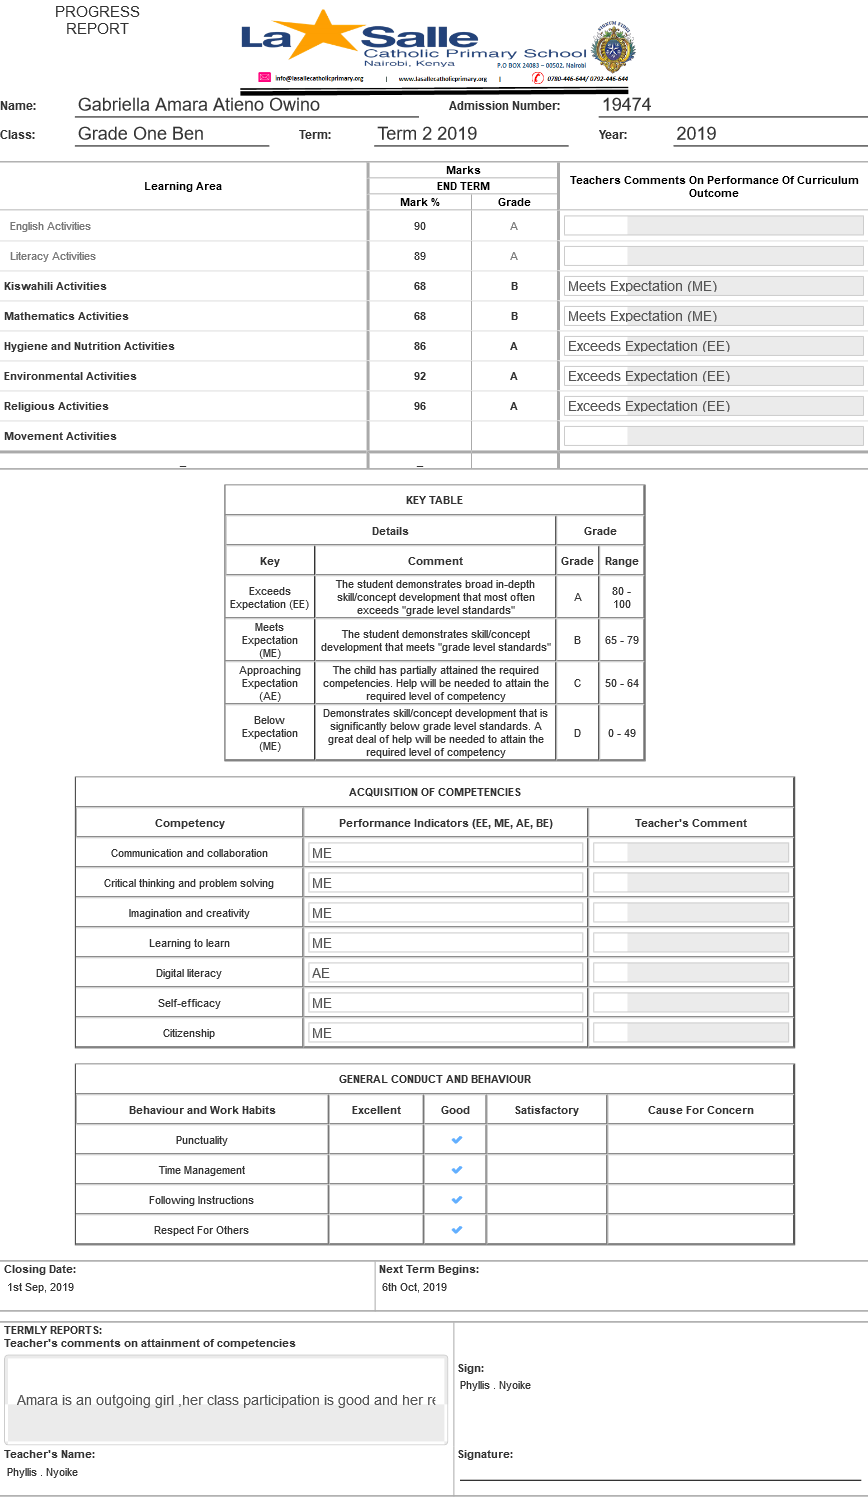 PROGRESS
REPORT
La Salle
Catholic Primary School
Nairobi, Kenya
P.O BOX 24083 – 00502, Nairobi
info@lasallecatholicprimary.org | www.lasallecatholicprimary.org | 0780-446-644/ 0792-446-644
Name: Gabriella Amara Atieno Owino Admission Number: 19474
Class: Grade One Ben Term: Term 2 2019 Year: 2019
Learning Area Marks Teachers Comments On Performance Of Curriculum Outcome
END TERM
Mark % Grade
English Activities 90 A
Literacy Activities 89 A
Kiswahili Activities 68 B Meets Expectation (ME)
Mathematics Activities 68 B Meets Expectation (ME)
Hygiene and Nutrition Activities 86 A Exceeds Expectation (EE)
Environmental Activities 92 A Exceeds Expectation (EE)
Religious Activities 96 A Exceeds Expectation (EE)
Movement Activities
_ _
KEY TABLE
Details Grade
Key Comment Grade Range
Exceeds Expectation (EE) The student demonstrates broad in-depth skill/concept development that most often exceeds "grade level standards" A 80 - 100
Meets Expectation (ME) The student demonstrates skill/concept development that meets "grade level standards" B 65 - 79
Approaching Expectation (AE) The child has partially attained the required competencies. Help will be needed to attain the required level of competency C 50 - 64
Below Expectation (ME) Demonstrates skill/concept development that is significantly below grade level standards. A great deal of help will be needed to attain the required level of competency D 0 - 49
ACQUISITION OF COMPETENCIES
Competency Performance Indicators (EE, ME, AE, BE) Teacher's Comment
Communication and collaboration ME
Critical thinking and problem solving ME
Imagination and creativity ME
Learning to learn ME
Digital literacy AE
Self-efficacy ME
Citizenship ME
GENERAL CONDUCT AND BEHAVIOUR
Behaviour and Work Habits Excellent Good Satisfactory Cause For Concern
Punctuality ✓
Time Management ✓
Following Instructions ✓
Respect For Others ✓
Closing Date: Next Term Begins:
1st Sep, 2019 6th Oct, 2019
TERMLY REPORTS:
Teacher's comments on attainment of competencies
Amara is an outgoing girl ,her class participation is good and her
Sign:
Phyllis . Nyoike
Teacher's Name: Signature:
Phyllis . Nyoike